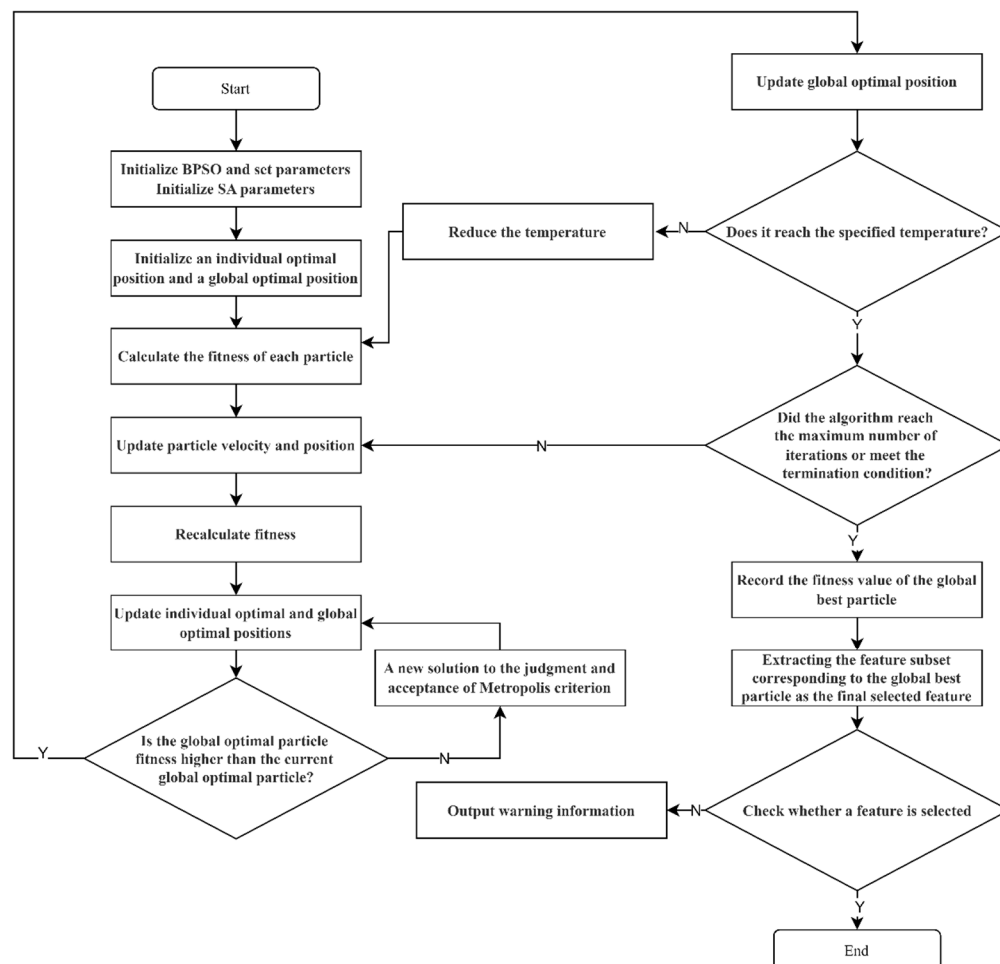 Start
Initialize BPSO and set parameters
Initialize SA parameters
Initialize an individual optimal
position and a global optimal position
Calculate the fitness of each particle
Update particle velocity and position
Recalculate fitness
Update individual optimal and global
optimal positions
A new solution to the judgment and
acceptance of Metropolis criterion
Is the global optimal particle
fitness higher than the current
global optimal particle?
Y
N
Update global optimal position
Does it reach the specified temperature?
N
Reduce the temperature
Y
Did the algorithm reach
the maximum number of
iterations or meet the
termination condition?
N
Y
Record the fitness value of the global
best particle
Extracting the feature subset
corresponding to the global best
particle as the final selected feature
Check whether a feature is selected
N
Output warning information
Y
End